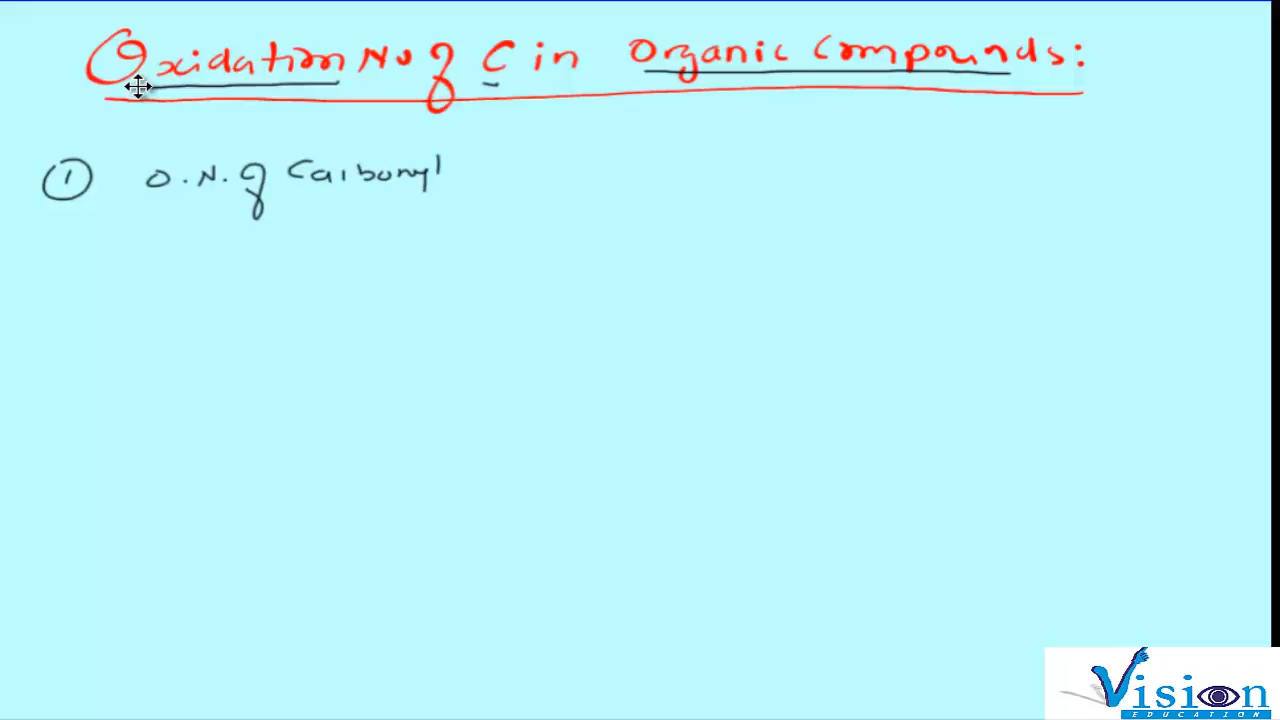 Oxidation No of C in Organic Compounds:
① O.N. of Carbonyl
Vision
EDUCATION